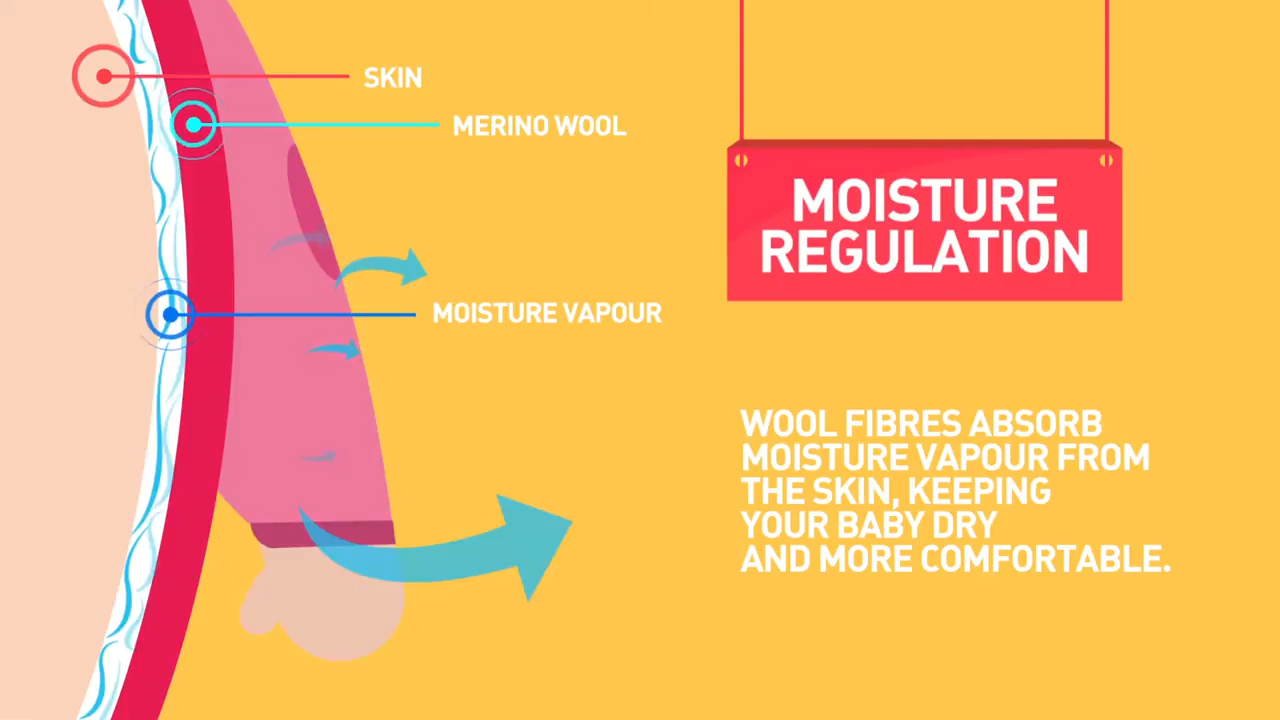 SKIN
MERINO WOOL
MOISTURE VAPOUR
MOISTURE
REGULATION
WOOL FIBRES ABSORB
MOISTURE VAPOUR FROM
THE SKIN, KEEPING
YOUR BABY DRY
AND MORE COMFORTABLE.